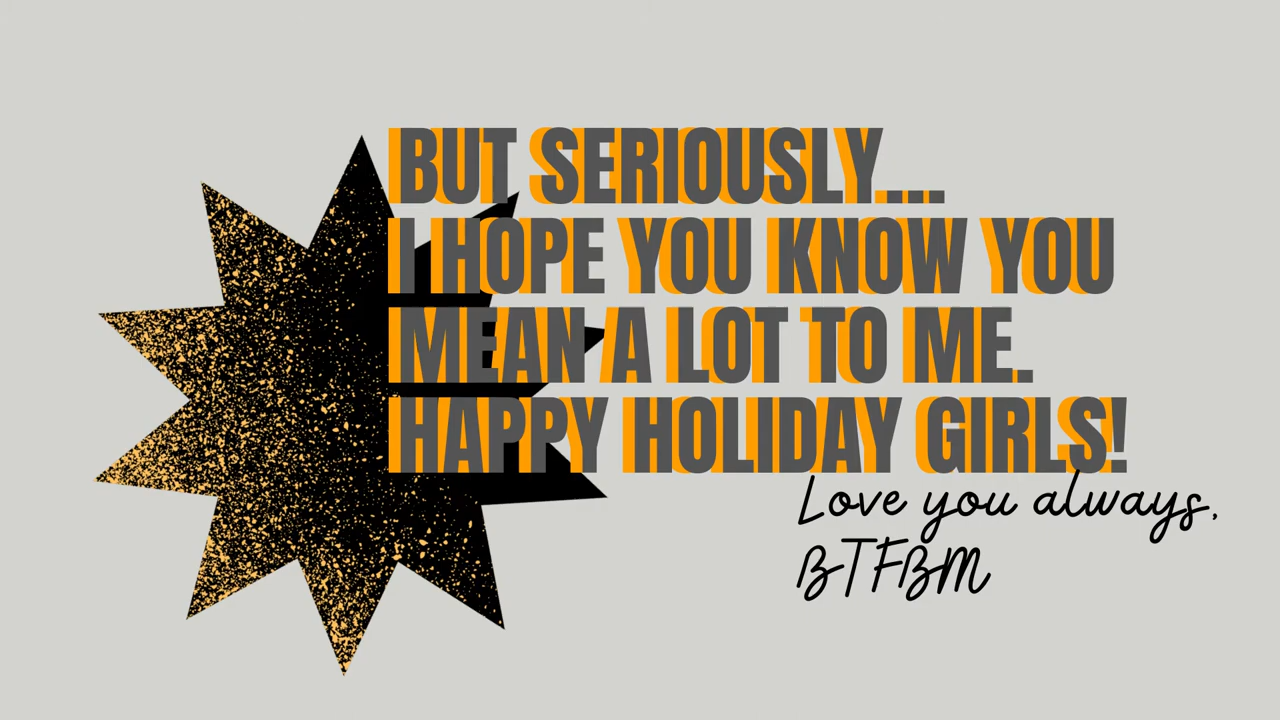 BUT SERIOUSLY...
I HOPE YOU KNOW YOU
MEAN A LOT TO ME.
HAPPY HOLIDAY GIRLS!
Love you always,
BTFBM